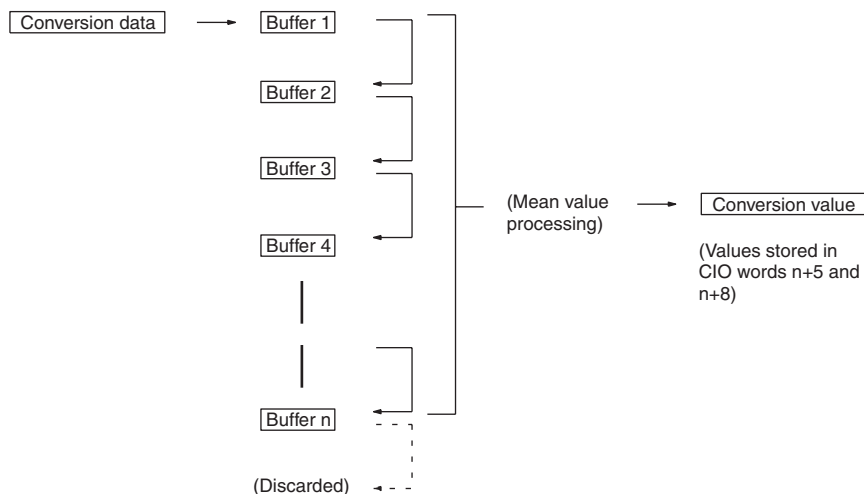 Conversion data
Buffer 1
Buffer 2
Buffer 3
Buffer 4
Buffer n
(Discarded)
(Mean value
processing)
Conversion value
(Values stored in
CIO words n+5 and
n+8)